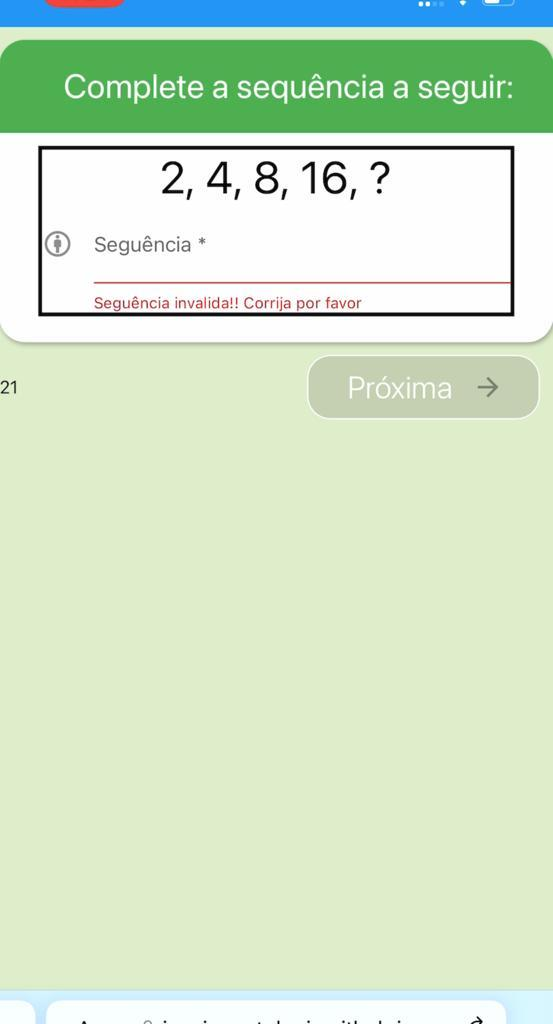 Complete a sequência a seguir:
2, 4, 8, 16, ?
Seguência *
Seguência invalida!! Corrija por favor
21
Próxima